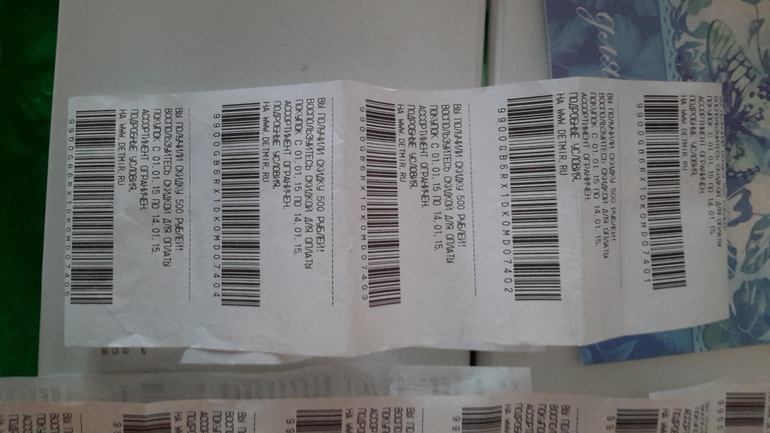 для
ВОСПОЛЬЗУЙТЕСЬ СКИДКОЙ ДЛЯ ОПЛАТЫ
ПОКУПОК С 01.01.15 ПО 14.01.15.
АССОРТИМЕНТ ОГРАНИЧЕН.
ПОДРОБНЫЕ УСЛОВИЯ,
НА WWW.DETMIR.RU
9900GB6RX1DK0MD07401
ВЫ ПОЛУЧИЛИ СКИДКУ 500 РУБЛЕЙ!
ВОСПОЛЬЗУЙТЕСЬ СКИДКОЙ ДЛЯ ОПЛАТЫ
ПОКУПОК С 01.01.15 ПО 14.01.15.
АССОРТИМЕНТ ОГРАНИЧЕН.
ПОДРОБНЫЕ УСЛОВИЯ,
НА WWW.DETMIR.RU
9900GB6RX1DK0MD07402
ВЫ ПОЛУЧИЛИ СКИДКУ 500 РУБЛЕЙ!
ВОСПОЛЬЗУЙТЕСЬ СКИДКОЙ ДЛЯ ОПЛАТЫ
ПОКУПОК С 01.01.15 ПО 14.01.15.
АССОРТИМЕНТ ОГРАНИЧЕН.
ПОДРОБНЫЕ УСЛОВИЯ,
НА WWW.DETMIR.RU
9900GB6RX1DK0MD07403
ВЫ ПОЛУЧИЛИ СКИДКУ 500 РУБЛЕЙ!
ВОСПОЛЬЗУЙТЕСЬ СКИДКОЙ ДЛЯ ОПЛАТЫ
ПОКУПОК С 01.01.15 ПО 14.01.15.
АССОРТИМЕНТ ОГРАНИЧЕН.
ПОДРОБНЫЕ УСЛОВИЯ,
НА WWW.DETMIR.RU
9900GB6RX1DK0MD07404
ВЫ ПОЛУЧИЛИ СКИДКУ 500 РУБЛЕЙ!
ВОСПОЛЬЗУЙТЕСЬ СКИДКОЙ ДЛЯ ОПЛАТЫ
ПОКУПОК С 01.01.15 ПО 14.01.15.
АССОРТИМЕНТ ОГРАНИЧЕН.
ПОДРОБНЫЕ УСЛОВИЯ,
НА WWW.DETMIR.RU
9900GB6RX1DK0MD07405